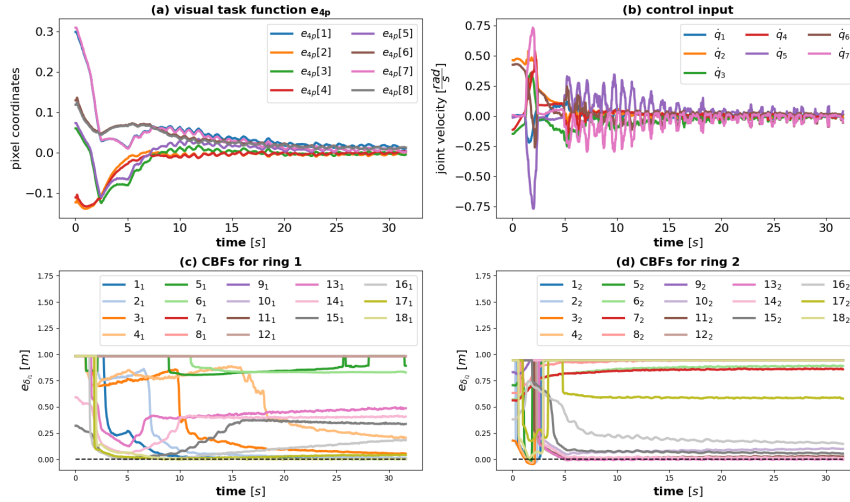 (a) visual task function e₄ₚ
pixel coordinates
0.3
0.2
0.1
0.0
−0.1
0 5 10 15 20 25 30
time [s]
e₄ₚ[1] e₄ₚ[5]
e₄ₚ[2] e₄ₚ[6]
e₄ₚ[3] e₄ₚ[7]
e₄ₚ[4] e₄ₚ[8]
(b) control input
joint velocity [rad/s]
0.75
0.50
0.25
0.00
−0.25
−0.50
−0.75
0 5 10 15 20 25 30
time [s]
q̇₁ q̇₄ q̇₆
q̇₂ q̇₅ q̇₇
q̇₃
(c) CBFs for ring 1
1.75
1.50
1.25
1.00
0.75
0.50
0.25
0.00
0 5 10 15 20 25 30
time [s]
1₁ 5₁ 9₁ 13₁ 16₁
2₁ 6₁ 10₁ 14₁ 17₁
3₁ 7₁ 11₁ 15₁ 18₁
4₁ 8₁ 12₁
(d) CBFs for ring 2
1.75
1.50
1.25
1.00
0.75
0.50
0.25
0.00
0 5 10 15 20 25 30
time [s]
1₂ 5₂ 9₂ 13₂ 16₂
2₂ 6₂ 10₂ 14₂ 17₂
3₂ 7₂ 11₂ 15₂ 18₂
4₂ 8₂ 12₂